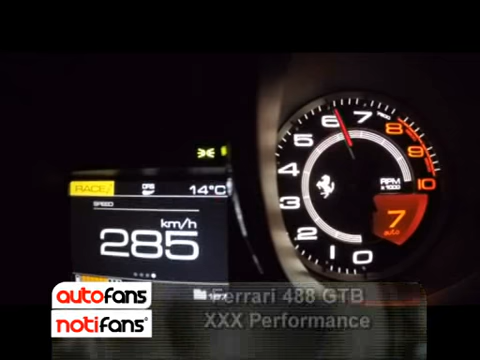 RACE
14°C
SPEED
km/h
285
0
1
2
3
4
5
6
7
8
9
10
RPM
x 1000
7
auto
autofans
notifans
Ferrari 488 GTB
XXX Performance